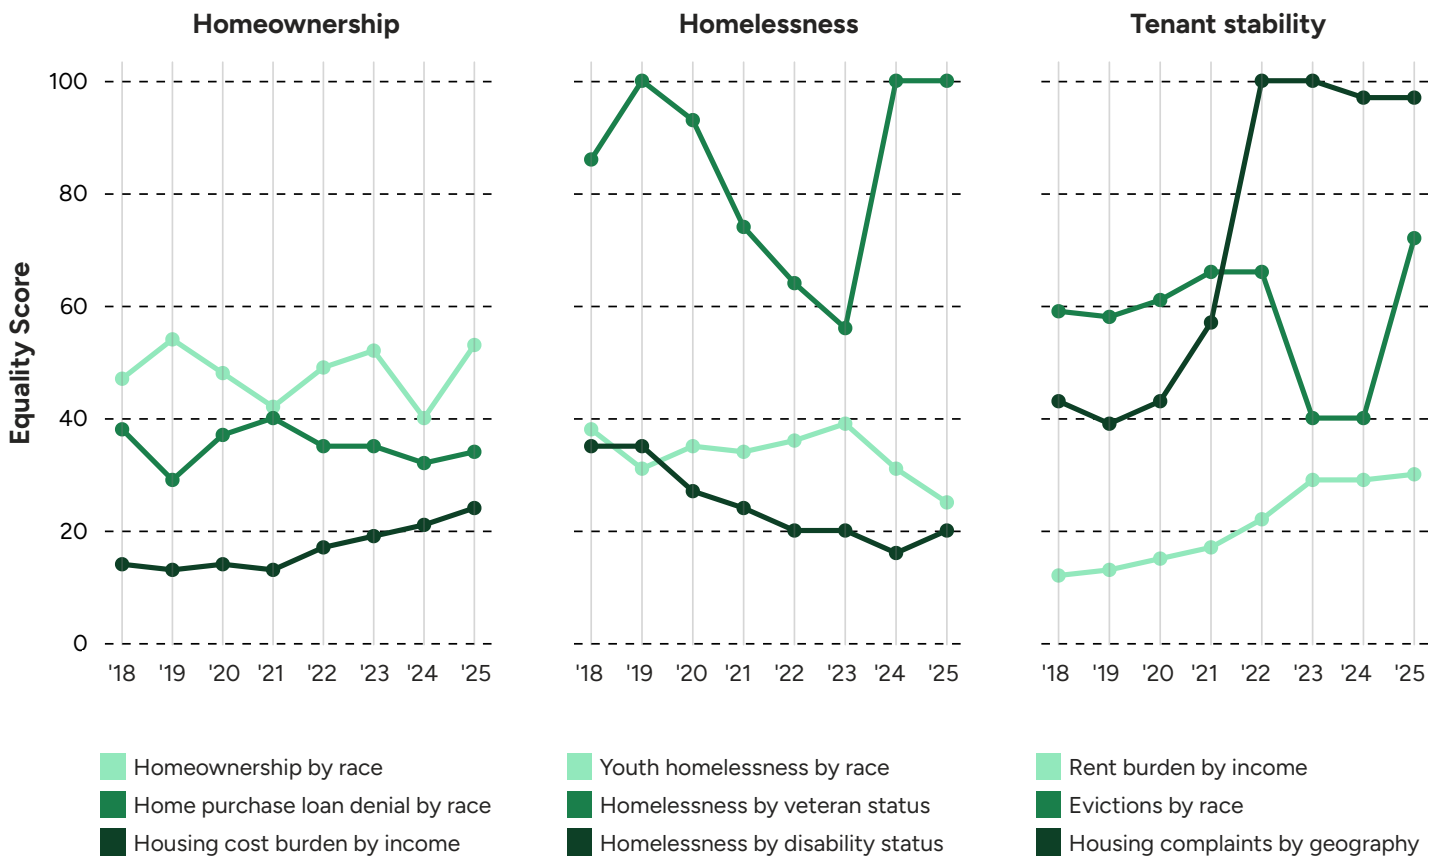 Homeownership
Homelessness
Tenant stability
Equality Score
100
80
60
40
20
0
'18 '19 '20 '21 '22 '23 '24 '25
'18 '19 '20 '21 '22 '23 '24 '25
'18 '19 '20 '21 '22 '23 '24 '25
Homeownership by race
Home purchase loan denial by race
Housing cost burden by income
Youth homelessness by race
Homelessness by veteran status
Homelessness by disability status
Rent burden by income
Evictions by race
Housing complaints by geography